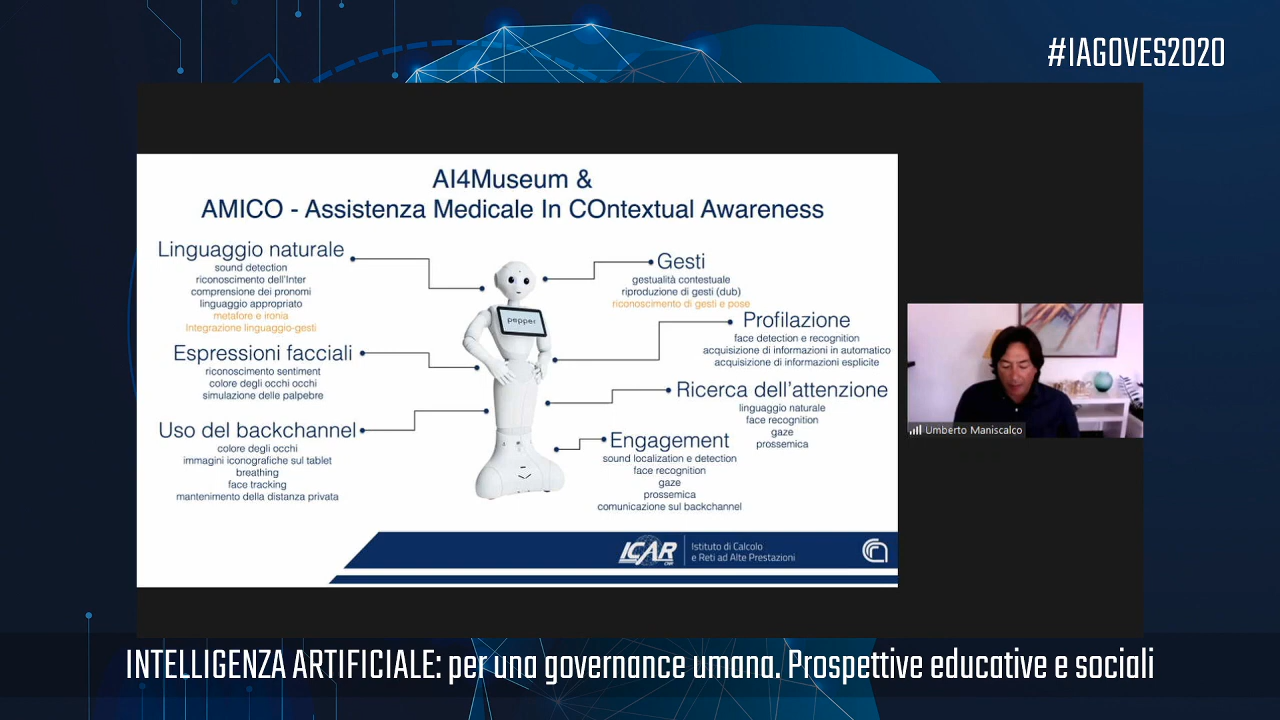 #IAGOVES2020
AI4Museum &
AMICO - Assistenza Medicale In COntextual Awareness
Linguaggio naturale
sound detection
riconoscimento dell'Inter
comprensione dei pronomi
linguaggio appropriato
metafore e ironia
Integrazione linguaggio-gesti
Espressioni facciali
riconoscimento sentiment
colore degli occhi occhi
simulazione delle palpebre
Uso del backchannel
colore degli occhi
immagini iconografiche sul tablet
breathing
face tracking
mantenimento della distanza privata
pepper
Gesti
gestualità contestuale
riproduzione di gesti (dub)
riconoscimento di gesti e pose
Profilazione
face detection e recognition
acquisizione di informazioni in automatico
acquisizione di informazioni esplicite
Ricerca dell'attenzione
linguaggio naturale
face recognition
gaze
prossemica
Engagement
sound localization e detection
face recognition
gaze
prossemica
comunicazione sul backchannel
ICAR
CNR
Istituto di Calcolo
e Reti ad Alte Prestazioni
Umberto Maniscalco
INTELLIGENZA ARTIFICIALE: per una governance umana. Prospettive educative e sociali